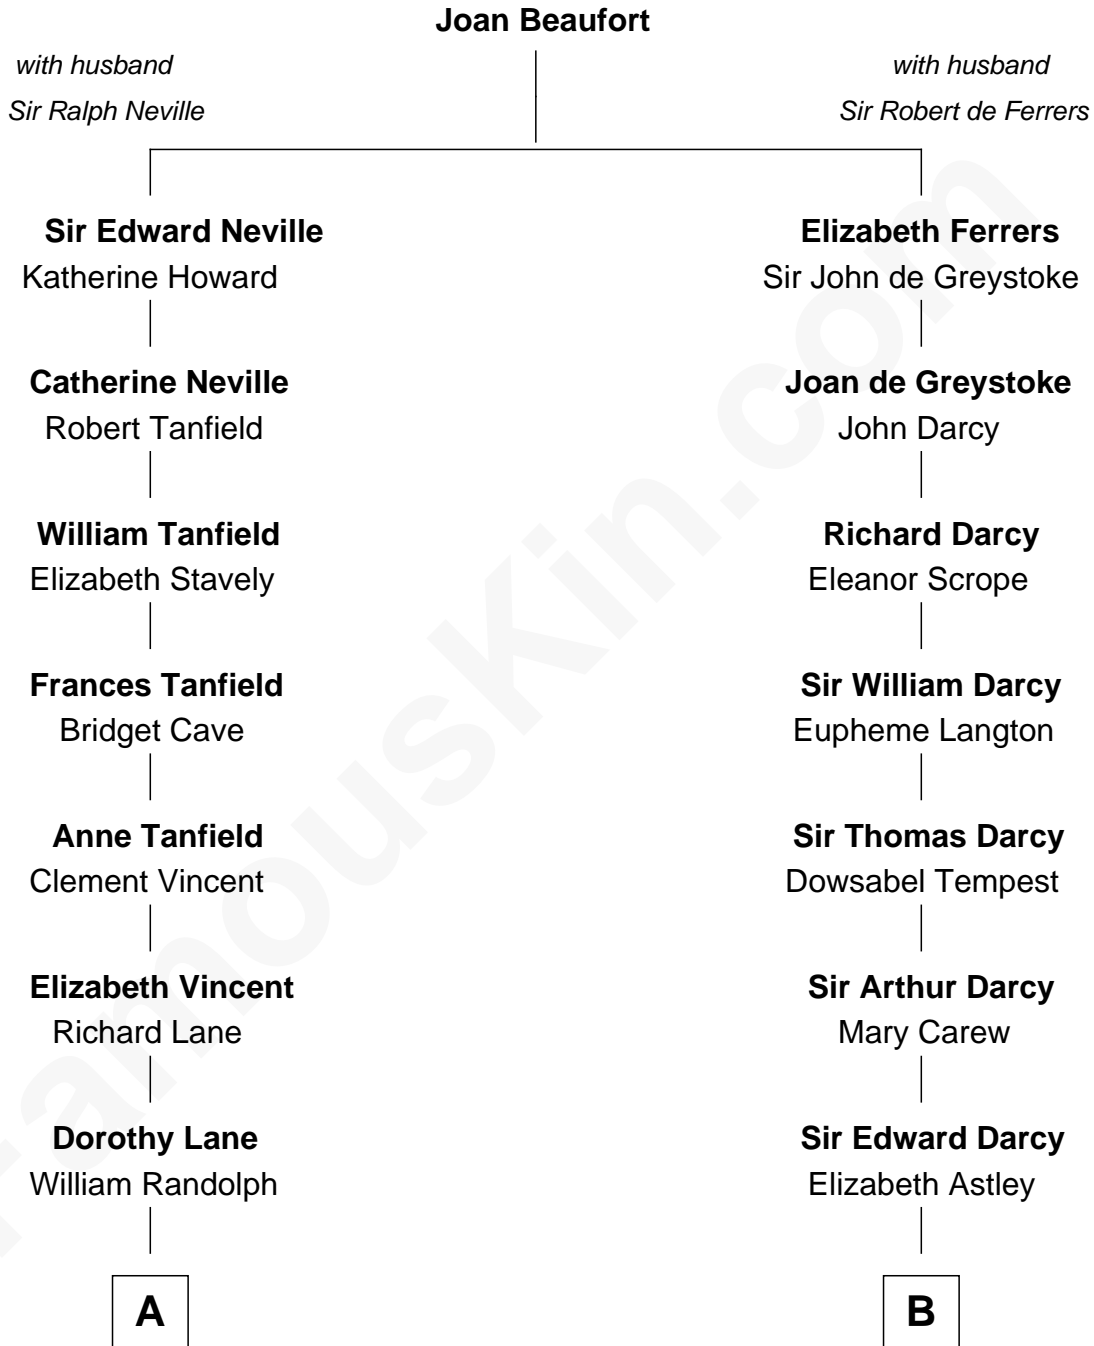 Joan Beaufort
with husband
Sir Ralph Neville
with husband
Sir Robert de Ferrers
Sir Edward Neville
Katherine Howard
Catherine Neville
Robert Tanfield
William Tanfield
Elizabeth Stavely
Frances Tanfield
Bridget Cave
Anne Tanfield
Clement Vincent
Elizabeth Vincent
Richard Lane
Dorothy Lane
William Randolph
A
Elizabeth Ferrers
Sir John de Greystoke
Joan de Greystoke
John Darcy
Richard Darcy
Eleanor Scrope
Sir William Darcy
Eupheme Langton
Sir Thomas Darcy
Dowsabel Tempest
Sir Arthur Darcy
Mary Carew
Sir Edward Darcy
Elizabeth Astley
B
FamousKin.com